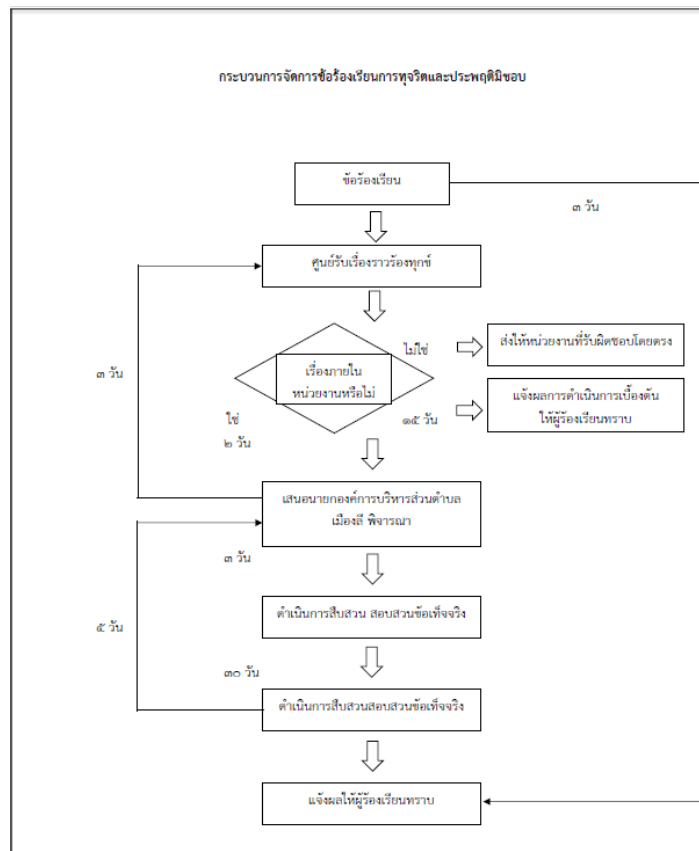 กระบวนการจัดการข้อร้องเรียนการทุจริตและประพฤติมิชอบ
ข้อร้องเรียน
๓ วัน
ศูนย์รับเรื่องราวร้องทุกข์
ไม่ใช่
ส่งให้หน่วยงานที่รับผิดชอบโดยตรง
๓ วัน
เรื่องภายใน
หน่วยงานหรือไม่
แจ้งผลการดำเนินการเบื้องต้น
ให้ผู้ร้องเรียนทราบ
ใช่
๑๕ วัน
๒ วัน
เสนอนายกองค์การบริหารส่วนตำบล
เมืองลี พิจารณา
๓ วัน
ดำเนินการสืบสวน สอบสวนข้อเท็จจริง
๕ วัน
๓๐ วัน
ดำเนินการสืบสวนสอบสวนข้อเท็จจริง
แจ้งผลให้ผู้ร้องเรียนทราบ